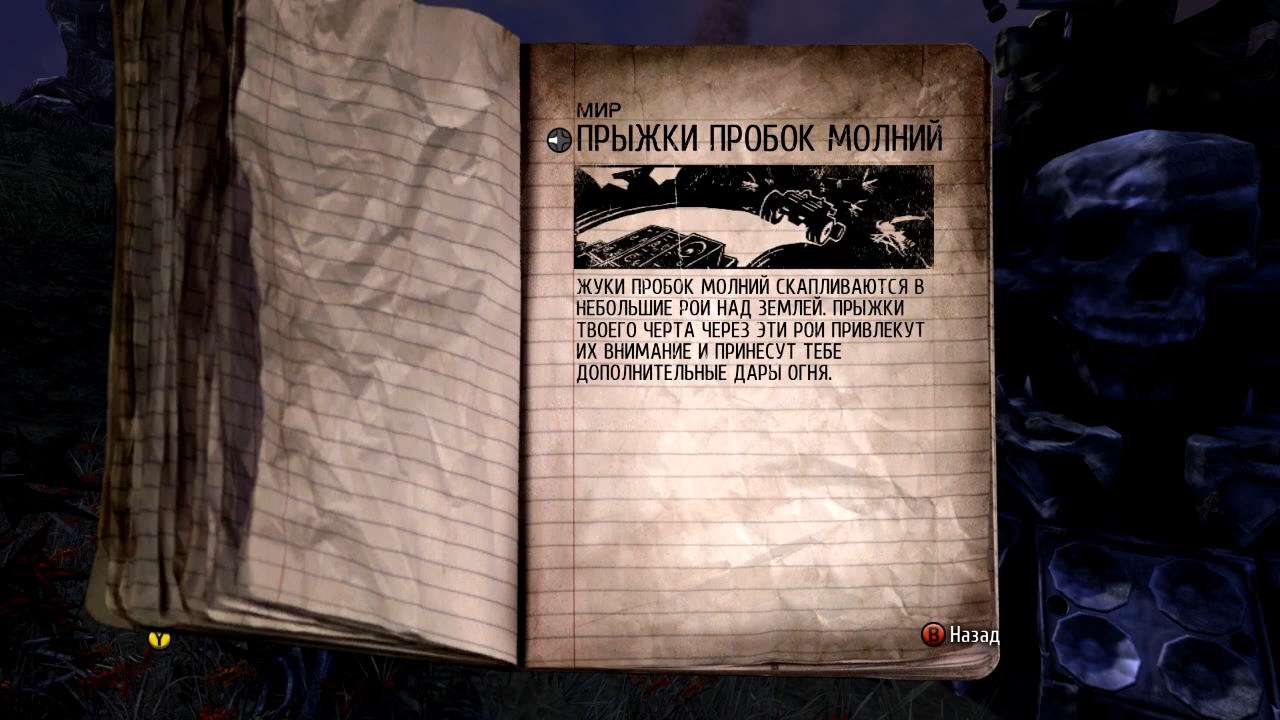 МИР
ПРЫЖКИ ПРОБОК МОЛНИЙ
ЖУКИ ПРОБОК МОЛНИЙ СКАПЛИВАЮТСЯ В
НЕБОЛЬШИЕ РОИ НАД ЗЕМЛЕЙ. ПРЫЖКИ
ТВОЕГО ЧЕРТА ЧЕРЕЗ ЭТИ РОИ ПРИВЛЕКУТ
ИХ ВНИМАНИЕ И ПРИНЕСУТ ТЕБЕ
ДОПОЛНИТЕЛЬНЫЕ ДАРЫ ОГНЯ.
Y
B Назад